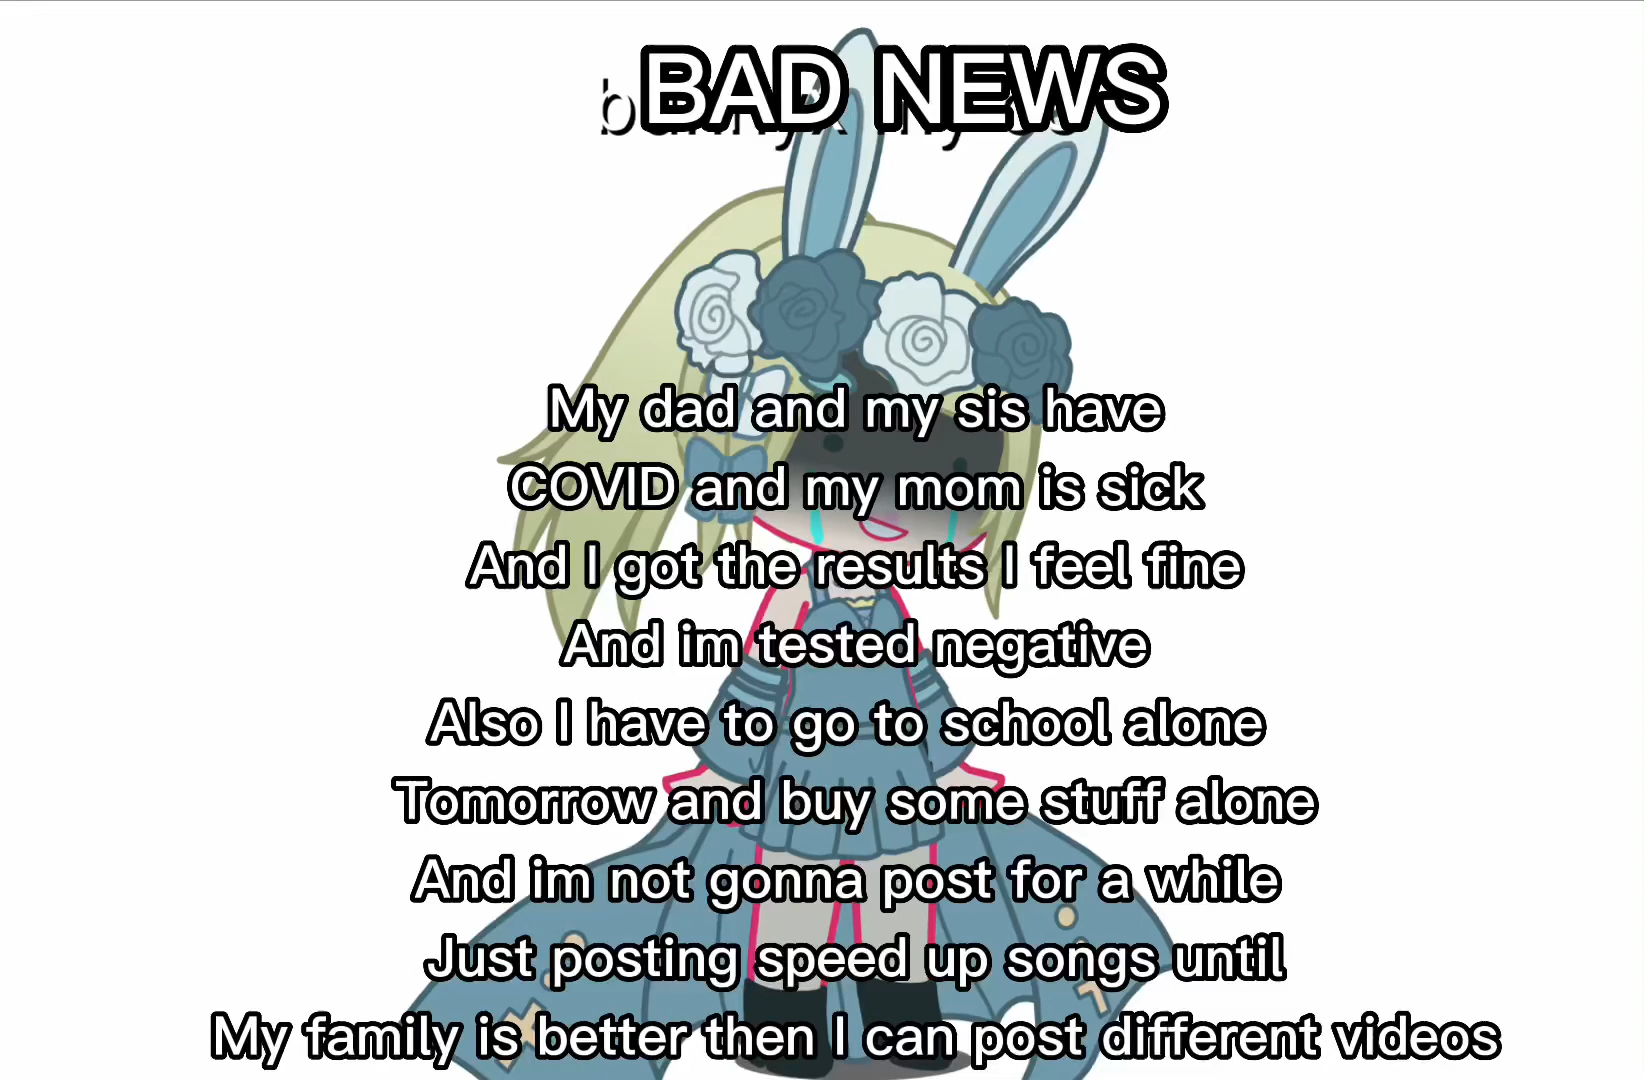 BAD NEWS
My dad and my sis have
COVID and my mom is sick
And I got the results I feel fine
And im tested negative
Also I have to go to school alone
Tomorrow and buy some stuff alone
And im not gonna post for a while
Just posting speed up songs until
My family is better then I can post different videos